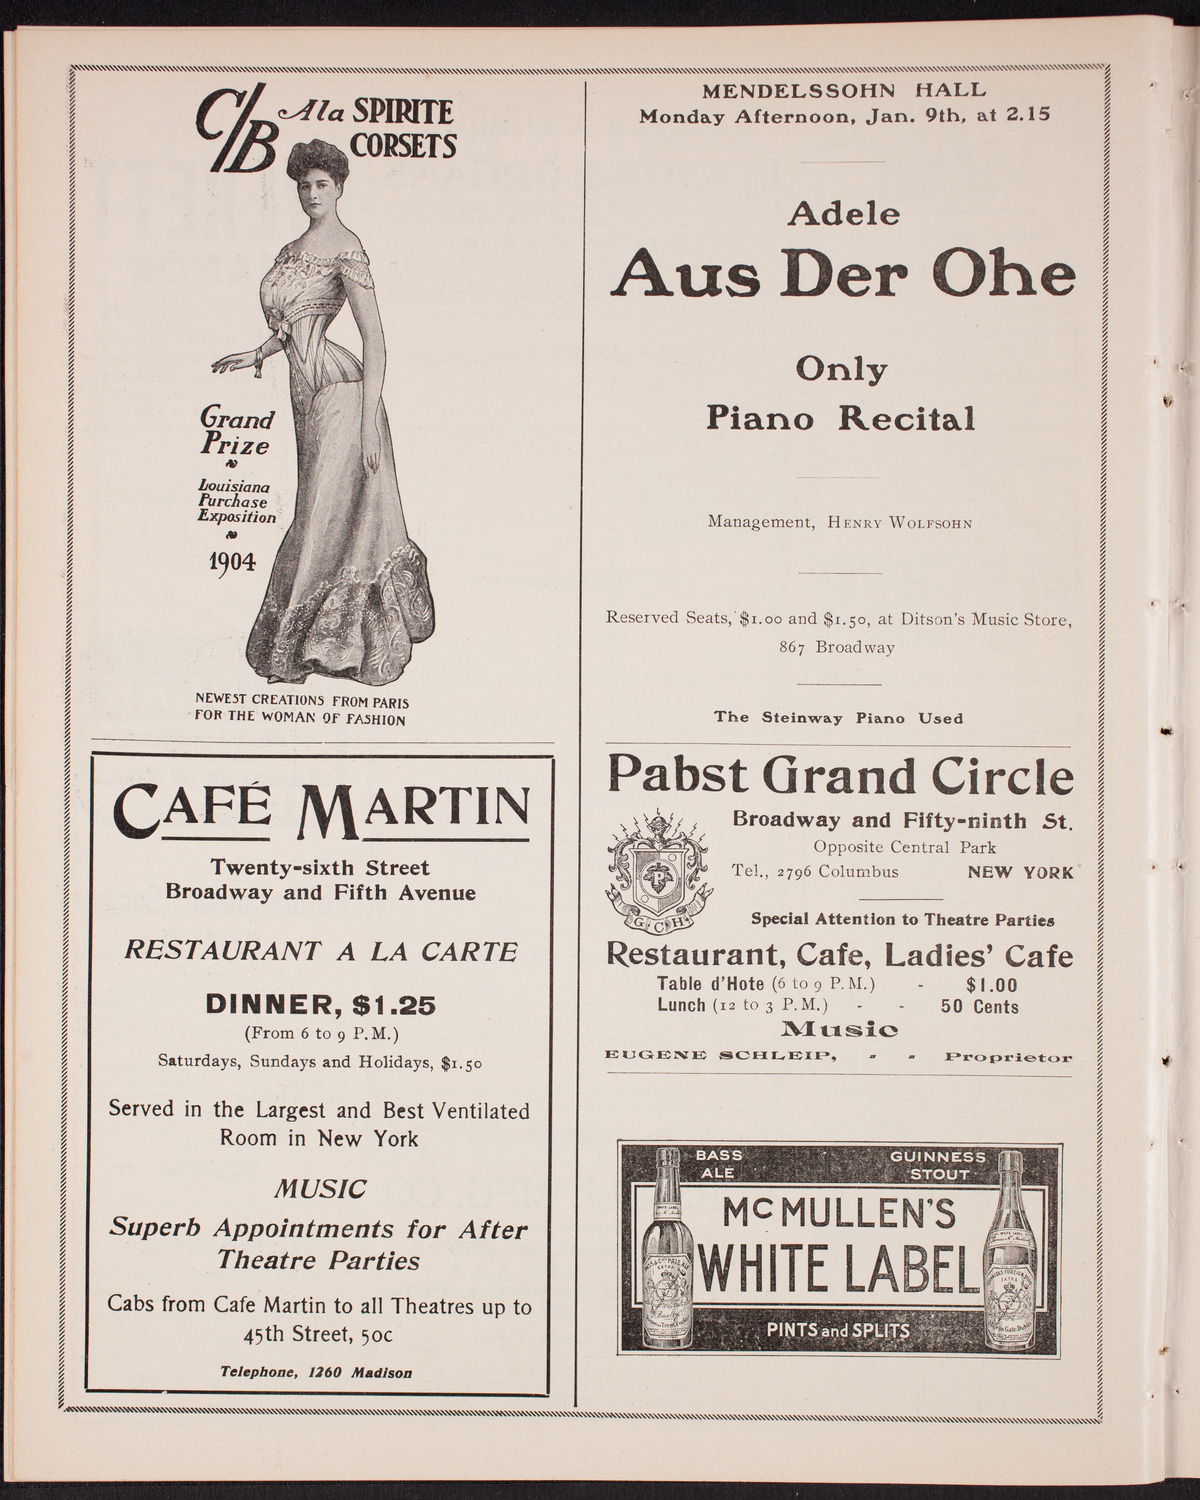 C/B Ala SPIRITE
CORSETS
Grand
Prize
Louisiana
Purchase
Exposition
1904
NEWEST CREATIONS FROM PARIS
FOR THE WOMAN OF FASHION
CAFÉ MARTIN
Twenty-sixth Street
Broadway and Fifth Avenue
RESTAURANT A LA CARTE
DINNER, $1.25
(From 6 to 9 P.M.)
Saturdays, Sundays and Holidays, $1.50
Served in the Largest and Best Ventilated
Room in New York
MUSIC
Superb Appointments for After
Theatre Parties
Cabs from Cafe Martin to all Theatres up to
45th Street, 50c
Telephone, 1260 Madison
MENDELSSOHN HALL
Monday Afternoon, Jan. 9th, at 2.15
Adele
Aus Der Ohe
Only
Piano Recital
Management, HENRY WOLFSOHN
Reserved Seats, $1.00 and $1.50, at Ditson's Music Store,
867 Broadway
The Steinway Piano Used
Pabst Grand Circle
Broadway and Fifty-ninth St.
Opposite Central Park
Tel., 2796 Columbus NEW YORK
G·C·H
Special Attention to Theatre Parties
Restaurant, Cafe, Ladies' Cafe
Table d'Hote (6 to 9 P.M.) - $1.00
Lunch (12 to 3 P.M.) - - 50 Cents
Music
EUGENE SCHLEIP, - - Proprietor
BASS
ALE
GUINNESS
STOUT
McMULLEN'S
WHITE LABEL
PINTS and SPLITS